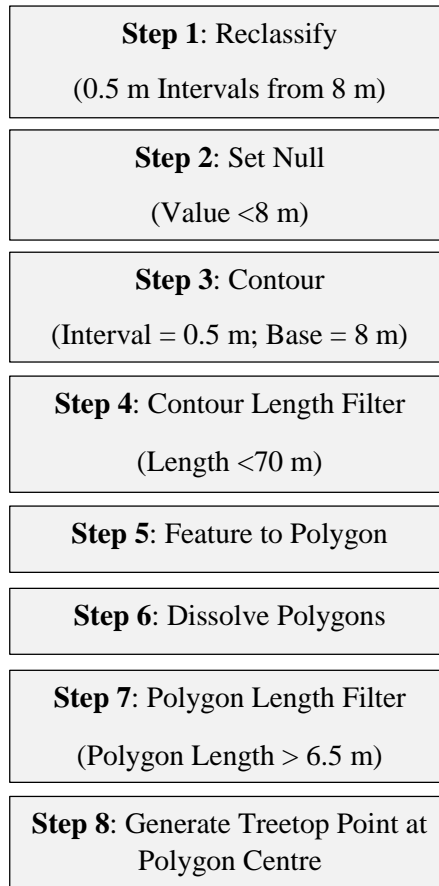 Step 1: Reclassify
(0.5 m Intervals from 8 m)
Step 2: Set Null
(Value <8 m)
Step 3: Contour
(Interval = 0.5 m; Base = 8 m)
Step 4: Contour Length Filter
(Length <70 m)
Step 5: Feature to Polygon
Step 6: Dissolve Polygons
Step 7: Polygon Length Filter
(Polygon Length > 6.5 m)
Step 8: Generate Treetop Point at
Polygon Centre